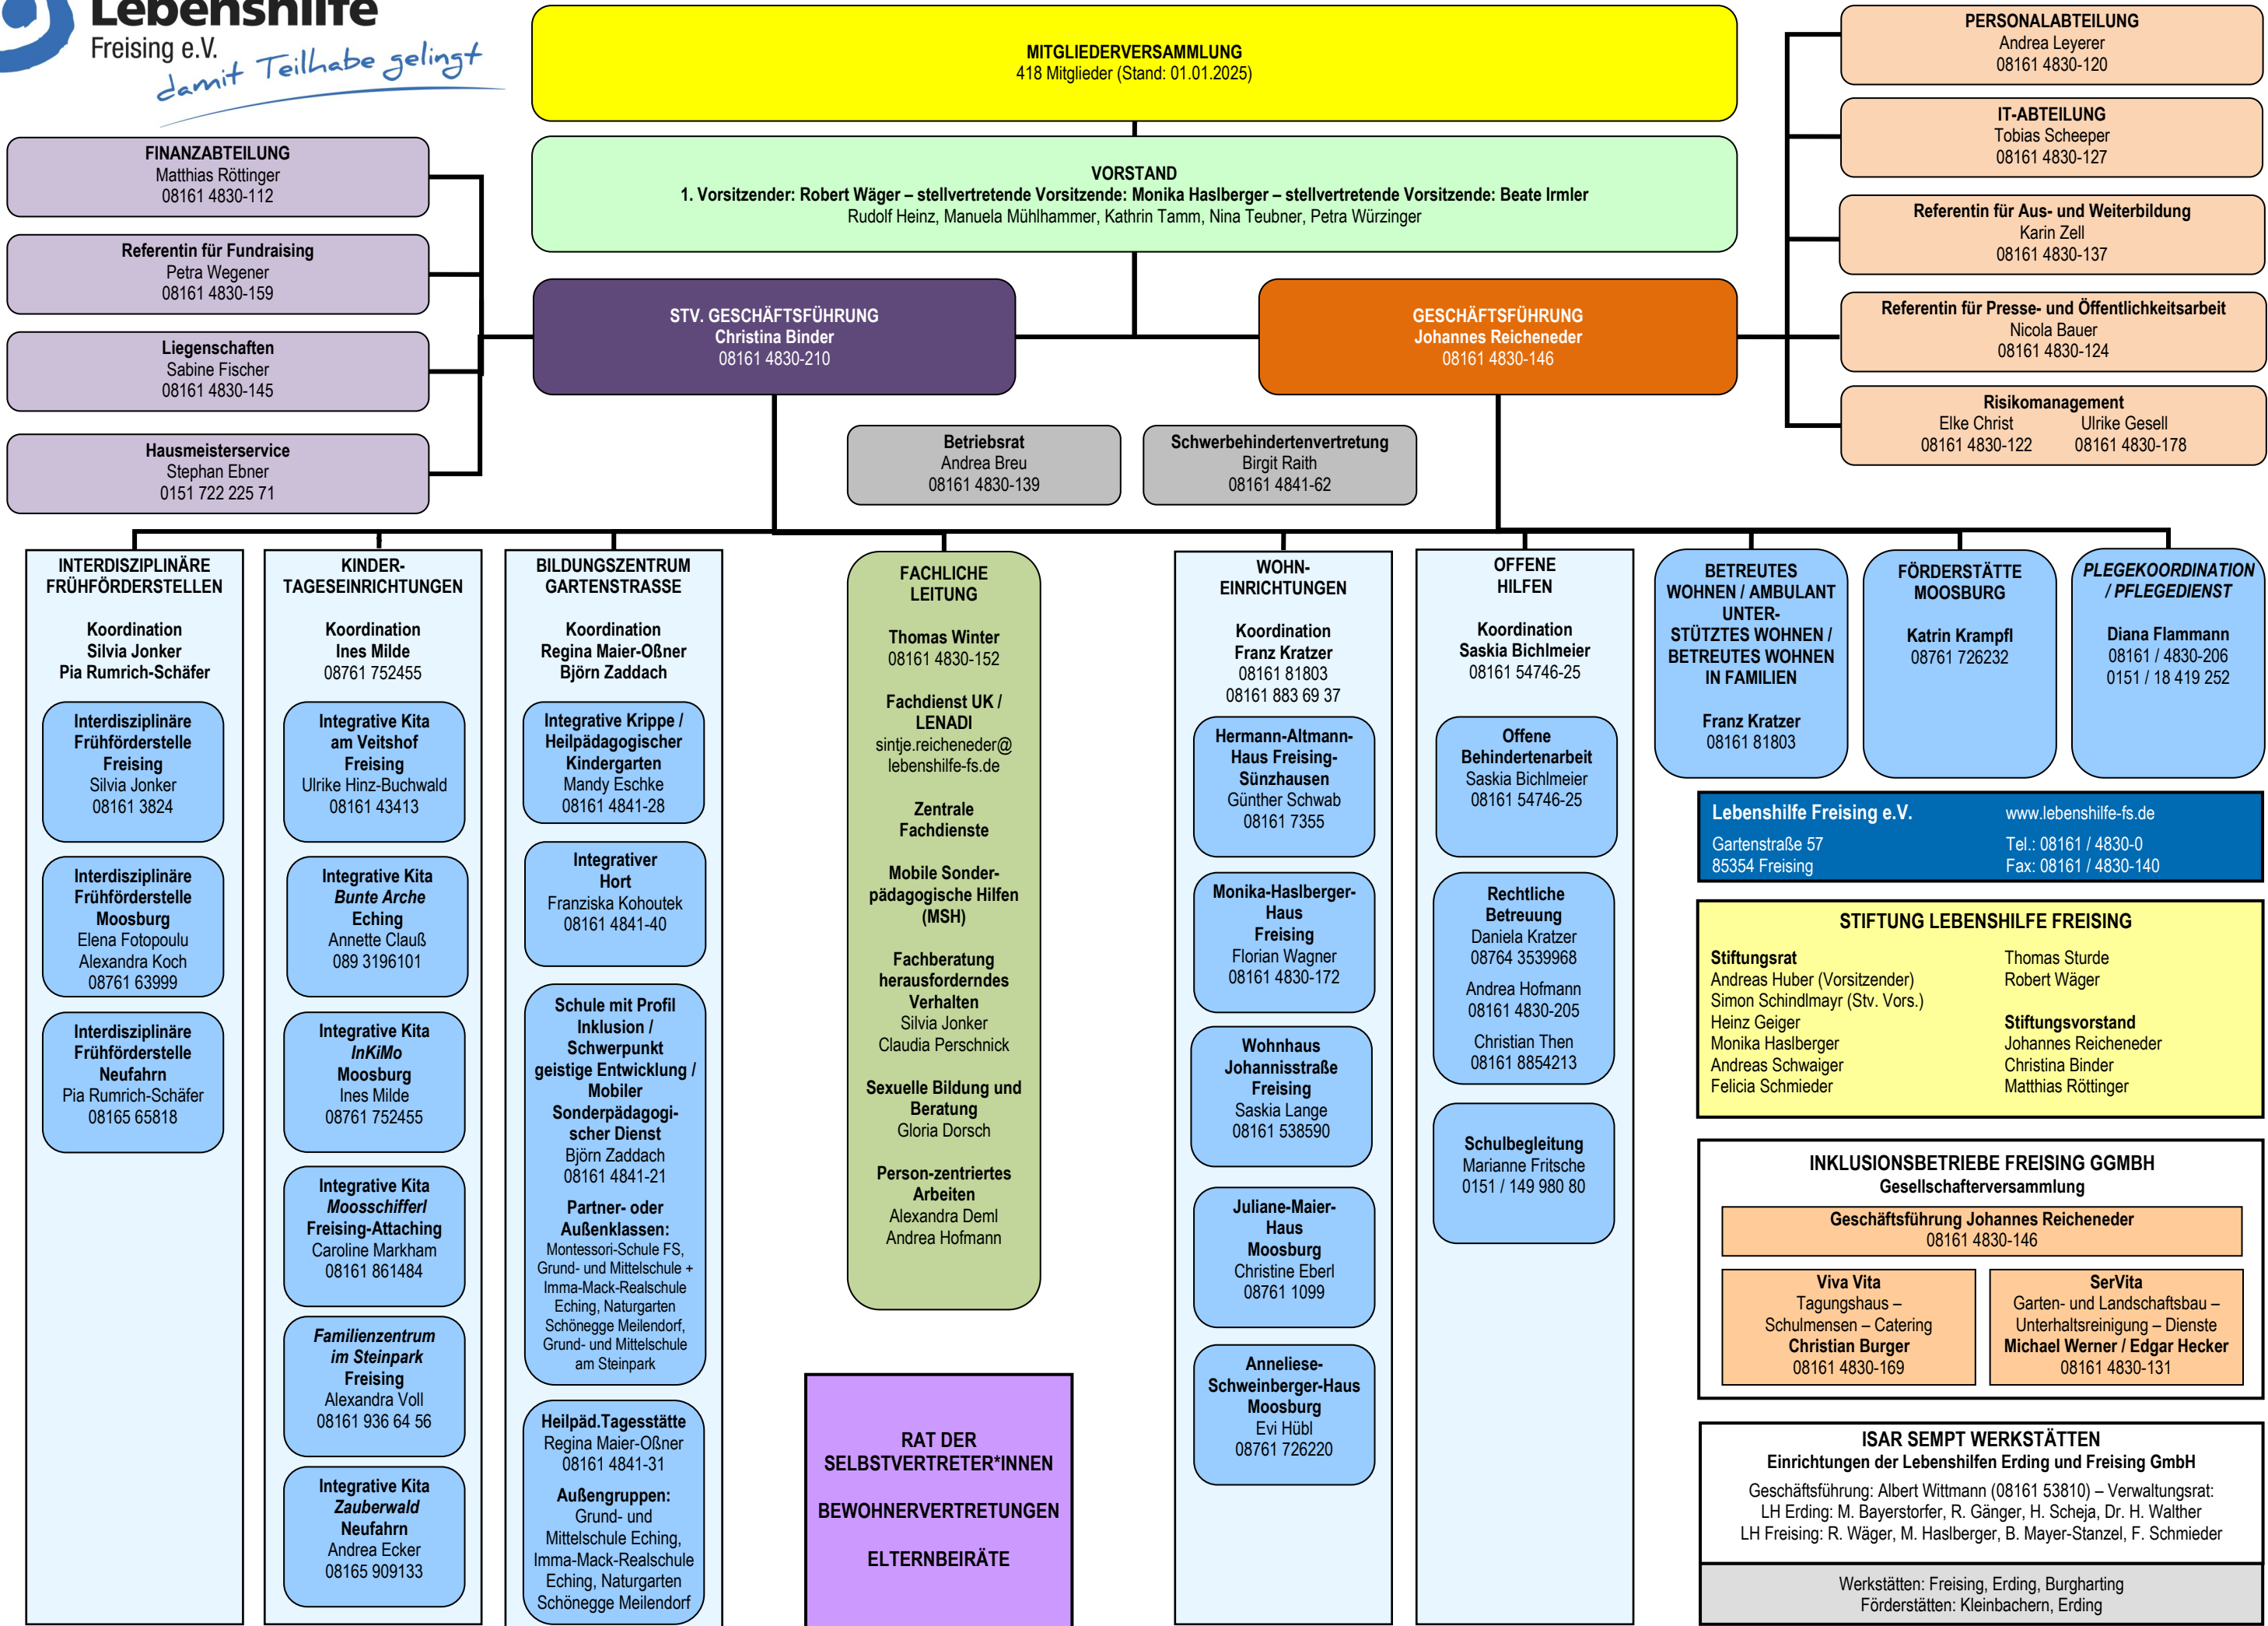 Lebenshilfe
Freising e.V.
damit Teilhabe gelingt
MITGLIEDERVERSAMMLUNG
418 Mitglieder (Stand: 01.01.2025)
VORSTAND
1. Vorsitzender: Robert Wäger – stellvertretende Vorsitzende: Monika Haslberger – stellvertretende Vorsitzende: Beate Irmler
Rudolf Heinz, Manuela Mühlhammer, Kathrin Tamm, Nina Teubner, Petra Würzinger
FINANZABTEILUNG
Matthias Röttinger
08161 4830-112
Referentin für Fundraising
Petra Wegener
08161 4830-159
Liegenschaften
Sabine Fischer
08161 4830-145
Hausmeisterservice
Stephan Ebner
0151 722 225 71
STV. GESCHÄFTSFÜHRUNG
Christina Binder
08161 4830-210
GESCHÄFTSFÜHRUNG
Johannes Reicheneder
08161 4830-146
PERSONALABTEILUNG
Andrea Leyerer
08161 4830-120
IT-ABTEILUNG
Tobias Scheeper
08161 4830-127
Referentin für Aus- und Weiterbildung
Karin Zell
08161 4830-137
Referentin für Presse- und Öffentlichkeitsarbeit
Nicola Bauer
08161 4830-124
Risikomanagement
Elke Christ Ulrike Gesell
08161 4830-122 08161 4830-178
Betriebsrat
Andrea Breu
08161 4830-139
Schwerbehindertenvertretung
Birgit Raith
08161 4841-62
INTERDISZIPLINÄRE
FRÜHFÖRDERSTELLEN
Koordination
Silvia Jonker
Pia Rumrich-Schäfer
Interdisziplinäre
Frühförderstelle
Freising
Silvia Jonker
08161 3824
Interdisziplinäre
Frühförderstelle
Moosburg
Elena Fotopoulu
Alexandra Koch
08761 63999
Interdisziplinäre
Frühförderstelle
Neufahrn
Pia Rumrich-Schäfer
08165 65818
KINDER-
TAGESEINRICHTUNGEN
Koordination
Ines Milde
08761 752455
Integrative Kita
am Veitshof
Freising
Ulrike Hinz-Buchwald
08161 43413
Integrative Kita
Bunte Arche
Eching
Annette Clauß
089 3196101
Integrative Kita
InKiMo
Moosburg
Ines Milde
08761 752455
Integrative Kita
Moosschifferl
Freising-Attaching
Caroline Markham
08161 861484
Familienzentrum
im Steinpark
Freising
Alexandra Voll
08161 936 64 56
Integrative Kita
Zauberwald
Neufahrn
Andrea Ecker
08165 909133
BILDUNGSZENTRUM
GARTENSTRASSE
Koordination
Regina Maier-Oßner
Björn Zaddach
Integrative Krippe /
Heilpädagogischer
Kindergarten
Mandy Eschke
08161 4841-28
Integrativer
Hort
Franziska Kohoutek
08161 4841-40
Schule mit Profil
Inklusion /
Schwerpunkt
geistige Entwicklung /
Mobiler
Sonderpädagogi-
scher Dienst
Björn Zaddach
08161 4841-21
Partner- oder
Außenklassen:
Montessori-Schule FS,
Grund- und Mittelschule +
Imma-Mack-Realschule
Eching, Naturgarten
Schönegge Meilendorf,
Grund- und Mittelschule
am Steinpark
Heilpäd.Tagesstätte
Regina Maier-Oßner
08161 4841-31
Außengruppen:
Grund- und
Mittelschule Eching,
Imma-Mack-Realschule
Eching, Naturgarten
Schönegge Meilendorf
FACHLICHE
LEITUNG
Thomas Winter
08161 4830-152
Fachdienst UK /
LENADI
sintje.reicheneder@
lebenshilfe-fs.de
Zentrale
Fachdienste
Mobile Sonder-
pädagogische Hilfen
(MSH)
Fachberatung
herausforderndes
Verhalten
Silvia Jonker
Claudia Perschnick
Sexuelle Bildung und
Beratung
Gloria Dorsch
Person-zentriertes
Arbeiten
Alexandra Deml
Andrea Hofmann
RAT DER
SELBSTVERTRETER*INNEN
BEWOHNERVERTRETUNGEN
ELTERNBEIRÄTE
WOHN-
EINRICHTUNGEN
Koordination
Franz Kratzer
08161 81803
08161 883 69 37
Hermann-Altmann-
Haus Freising-
Sünzhausen
Günther Schwab
08161 7355
Monika-Haslberger-
Haus
Freising
Florian Wagner
08161 4830-172
Wohnhaus
Johannisstraße
Freising
Saskia Lange
08161 538590
Juliane-Maier-
Haus
Moosburg
Christine Eberl
08761 1099
Anneliese-
Schweinberger-Haus
Moosburg
Evi Hübl
08761 726220
OFFENE
HILFEN
Koordination
Saskia Bichlmeier
08161 54746-25
Offene
Behindertenarbeit
Saskia Bichlmeier
08161 54746-25
Rechtliche
Betreuung
Daniela Kratzer
08764 3539968
Andrea Hofmann
08161 4830-205
Christian Then
08161 8854213
Schulbegleitung
Marianne Fritsche
0151 / 149 980 80
BETREUTES
WOHNEN / AMBULANT
UNTER-
STÜTZTES WOHNEN /
BETREUTES WOHNEN
IN FAMILIEN
Franz Kratzer
08161 81803
FÖRDERSTÄTTE
MOOSBURG
Katrin Krampfl
08761 726232
PLEGEKOORDINATION
/ PFLEGEDIENST
Diana Flammann
08161 / 4830-206
0151 / 18 419 252
Lebenshilfe Freising e.V. www.lebenshilfe-fs.de
Gartenstraße 57 Tel.: 08161 / 4830-0
85354 Freising Fax: 08161 / 4830-140
STIFTUNG LEBENSHILFE FREISING
Stiftungsrat
Andreas Huber (Vorsitzender)
Simon Schindlmayr (Stv. Vors.)
Heinz Geiger
Monika Haslberger
Andreas Schwaiger
Felicia Schmieder
Thomas Sturde
Robert Wäger
Stiftungsvorstand
Johannes Reicheneder
Christina Binder
Matthias Röttinger
INKLUSIONSBETRIEBE FREISING GGMBH
Gesellschafterversammlung
Geschäftsführung Johannes Reicheneder
08161 4830-146
Viva Vita
Tagungshaus –
Schulmensen – Catering
Christian Burger
08161 4830-169
SerVita
Garten- und Landschaftsbau –
Unterhaltsreinigung – Dienste
Michael Werner / Edgar Hecker
08161 4830-131
ISAR SEMPT WERKSTÄTTEN
Einrichtungen der Lebenshilfen Erding und Freising GmbH
Geschäftsführung: Albert Wittmann (08161 53810) – Verwaltungsrat:
LH Erding: M. Bayerstorfer, R. Gänger, H. Scheja, Dr. H. Walther
LH Freising: R. Wäger, M. Haslberger, B. Mayer-Stanzel, F. Schmieder
Werkstätten: Freising, Erding, Burgharting
Förderstätten: Kleinbachern, Erding